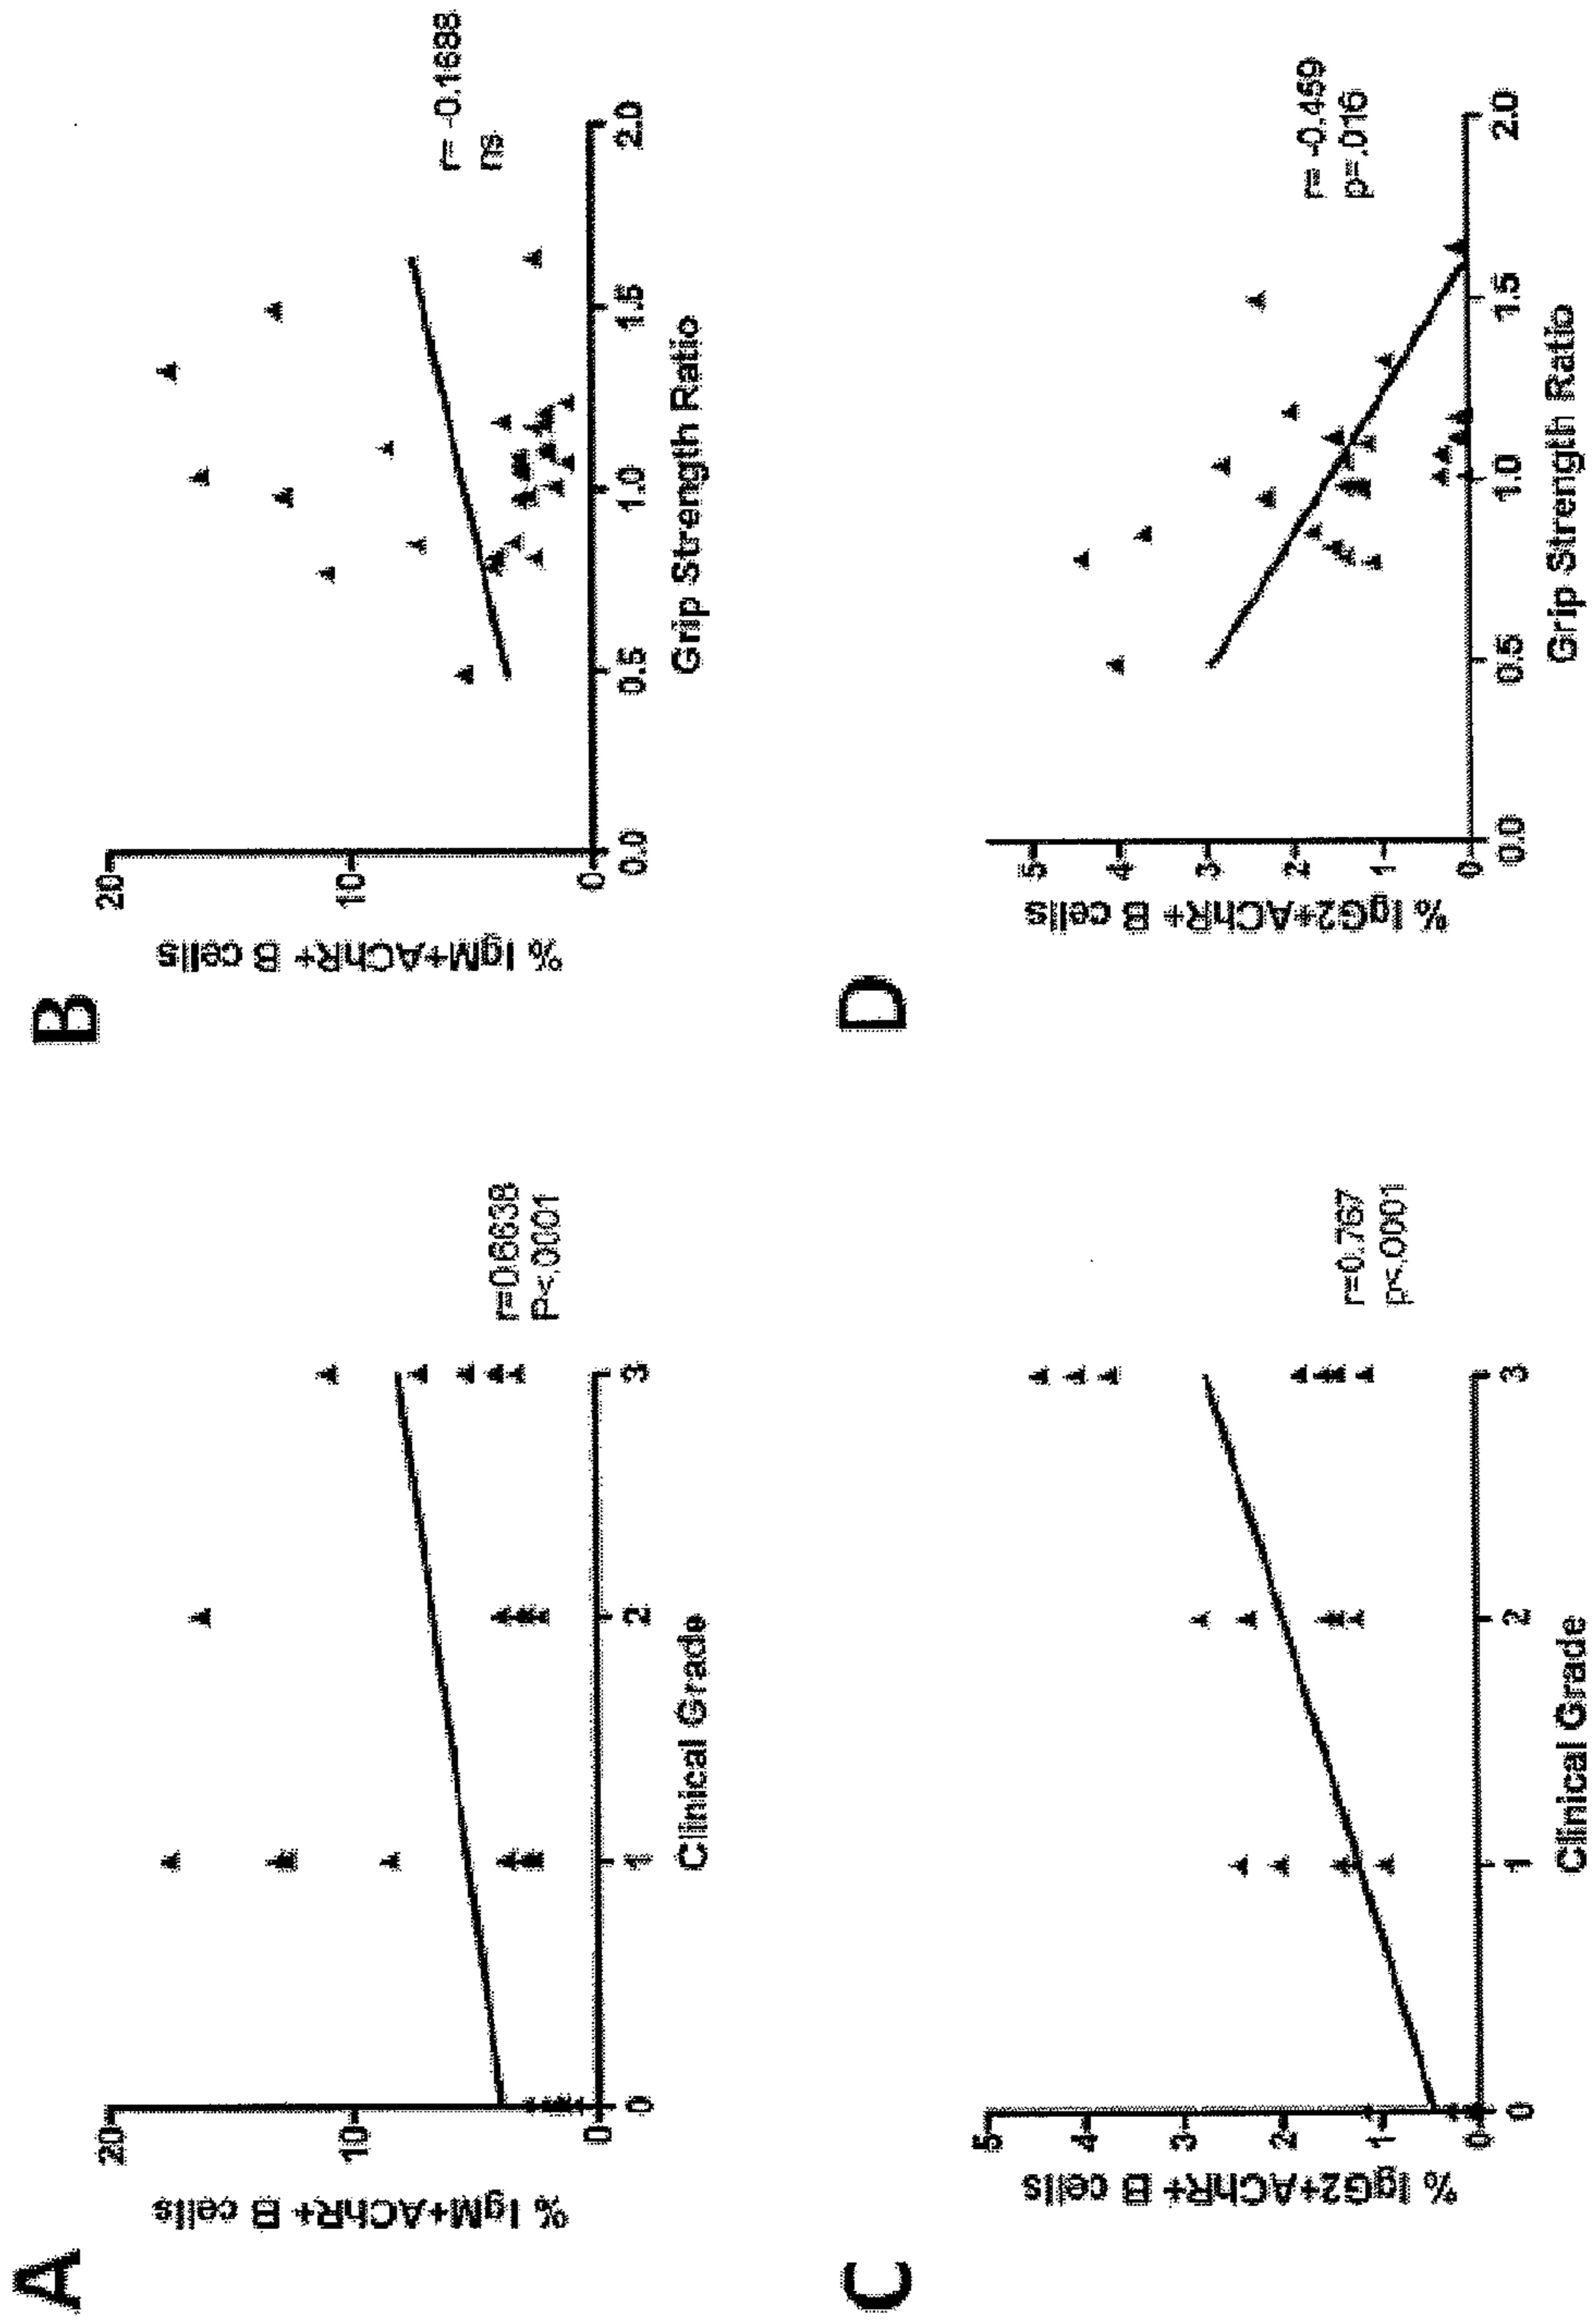 A
% IgM+AChR+ B cells
20
10
0
0
1
2
3
Clinical Grade
r=0.6638
P<.0001
B
% IgM+AChR+ B cells
20
10
0
0.0
0.5
1.0
1.5
2.0
Grip Strength Ratio
r= -0.1688
ns
C
% IgG2+AChR+ B cells
5
4
3
2
1
0
0
1
2
3
Clinical Grade
r=0.767
p<.0001
D
% IgG2+AChR+ B cells
5
4
3
2
1
0
0.0
0.5
1.0
1.5
2.0
Grip Strength Ratio
r= -0.459
p=.016